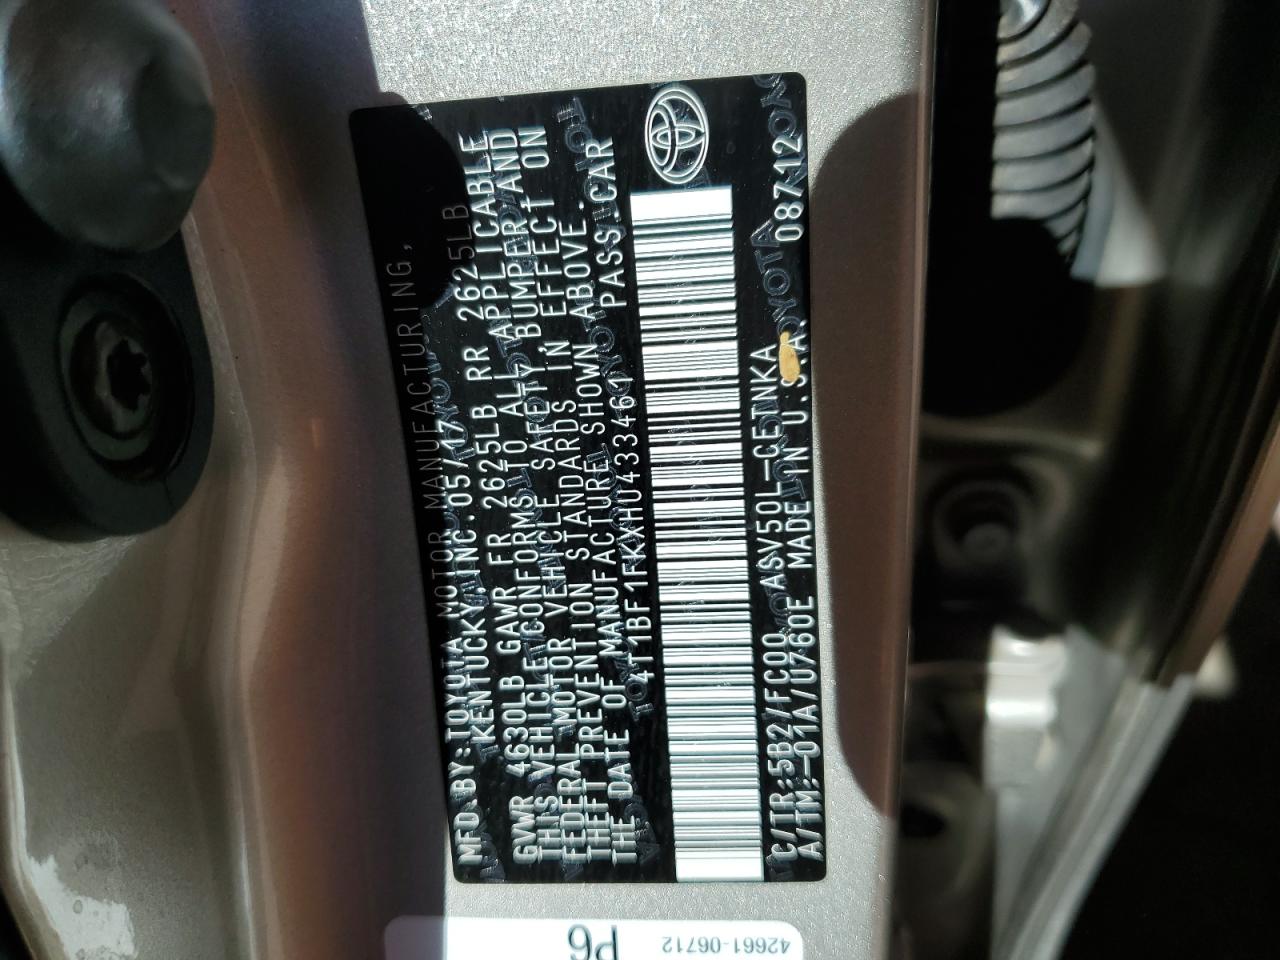 MFD BY: TOYOTA MOTOR MANUFACTURING,
KENTUCKY, INC. 05/17
GVWR 4630LB GAWR FR 2625LB RR 2625LB
THIS VEHICLE CONFORMS TO ALL APPLICABLE
FEDERAL MOTOR VEHICLE SAFETY, BUMPER, AND
THEFT PREVENTION STANDARDS IN EFFECT ON
THE DATE OF MANUFACTURE SHOWN ABOVE.
4T1BF1FKXHU433461 PASS.CAR
C/TR:5B2/FC00 ASV50L-CETNKA
A/TM:-01A/U760E MADE IN U.S.A. 08712
42661-06712
P6